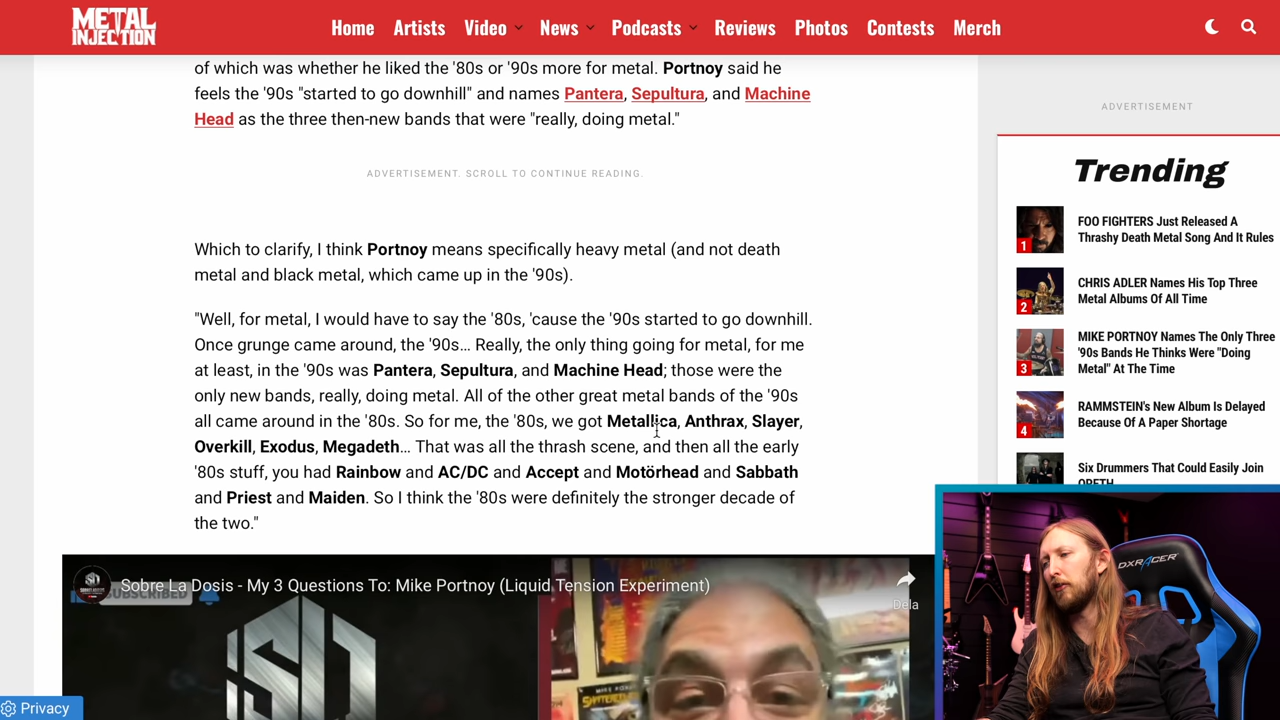 METAL
INJECTION
Home Artists Video News Podcasts Reviews Photos Contests Merch
of which was whether he liked the '80s or '90s more for metal. Portnoy said he
feels the '90s "started to go downhill" and names Pantera, Sepultura, and Machine
Head as the three then-new bands that were "really, doing metal."
ADVERTISEMENT. SCROLL TO CONTINUE READING.
Which to clarify, I think Portnoy means specifically heavy metal (and not death
metal and black metal, which came up in the '90s).
"Well, for metal, I would have to say the '80s, 'cause the '90s started to go downhill.
Once grunge came around, the '90s… Really, the only thing going for metal, for me
at least, in the '90s was Pantera, Sepultura, and Machine Head; those were the
only new bands, really, doing metal. All of the other great metal bands of the '90s
all came around in the '80s. So for me, the '80s, we got Metallica, Anthrax, Slayer,
Overkill, Exodus, Megadeth… That was all the thrash scene, and then all the early
'80s stuff, you had Rainbow and AC/DC and Accept and Motörhead and Sabbath
and Priest and Maiden. So I think the '80s were definitely the stronger decade of
the two."
Sobre La Dosis - My 3 Questions To: Mike Portnoy (Liquid Tension Experiment)
Dela
SUBSCRIBED
Privacy
ADVERTISEMENT
Trending
1
FOO FIGHTERS Just Released A
Thrashy Death Metal Song And It Rules
2
CHRIS ADLER Names His Top Three
Metal Albums Of All Time
3
MIKE PORTNOY Names The Only Three
'90s Bands He Thinks Were "Doing
Metal" At The Time
4
RAMMSTEIN's New Album Is Delayed
Because Of A Paper Shortage
Six Drummers That Could Easily Join
OPETH
DXRACER